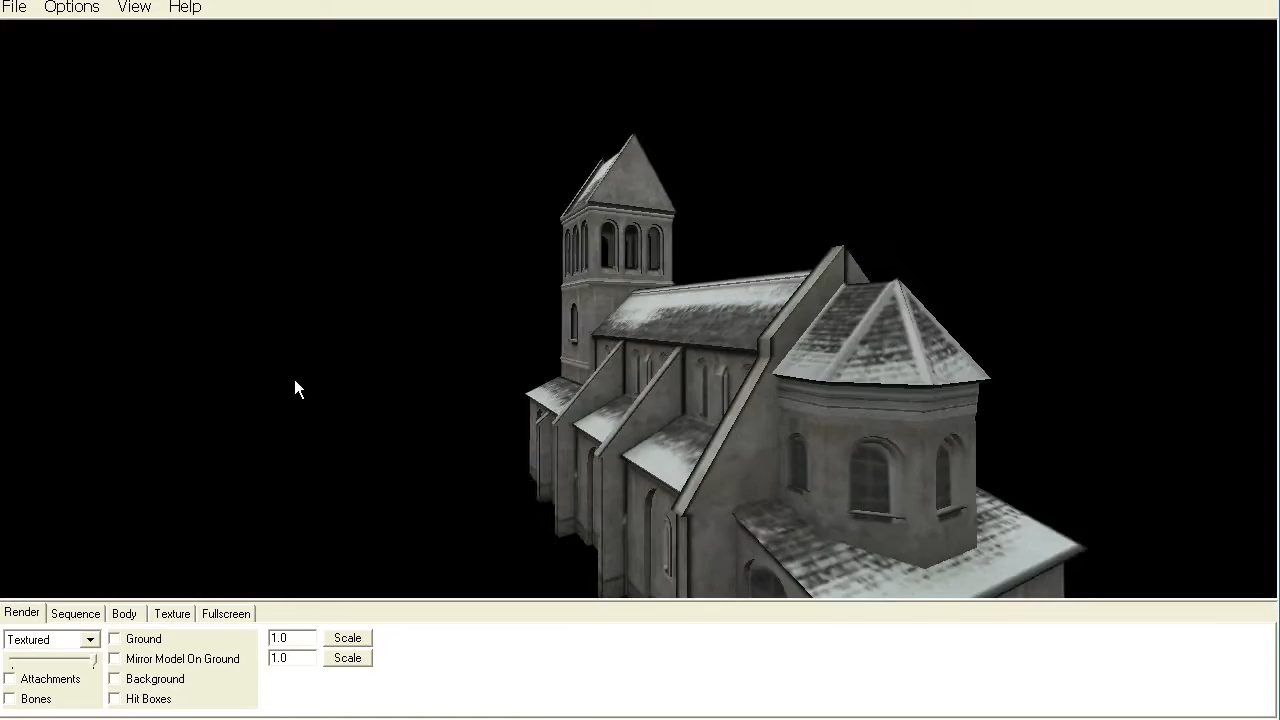 File Options View Help
Render Sequence Body Texture Fullscreen
Textured Ground 1.0 Scale
Mirror Model On Ground 1.0 Scale
Attachments Background
Bones Hit Boxes